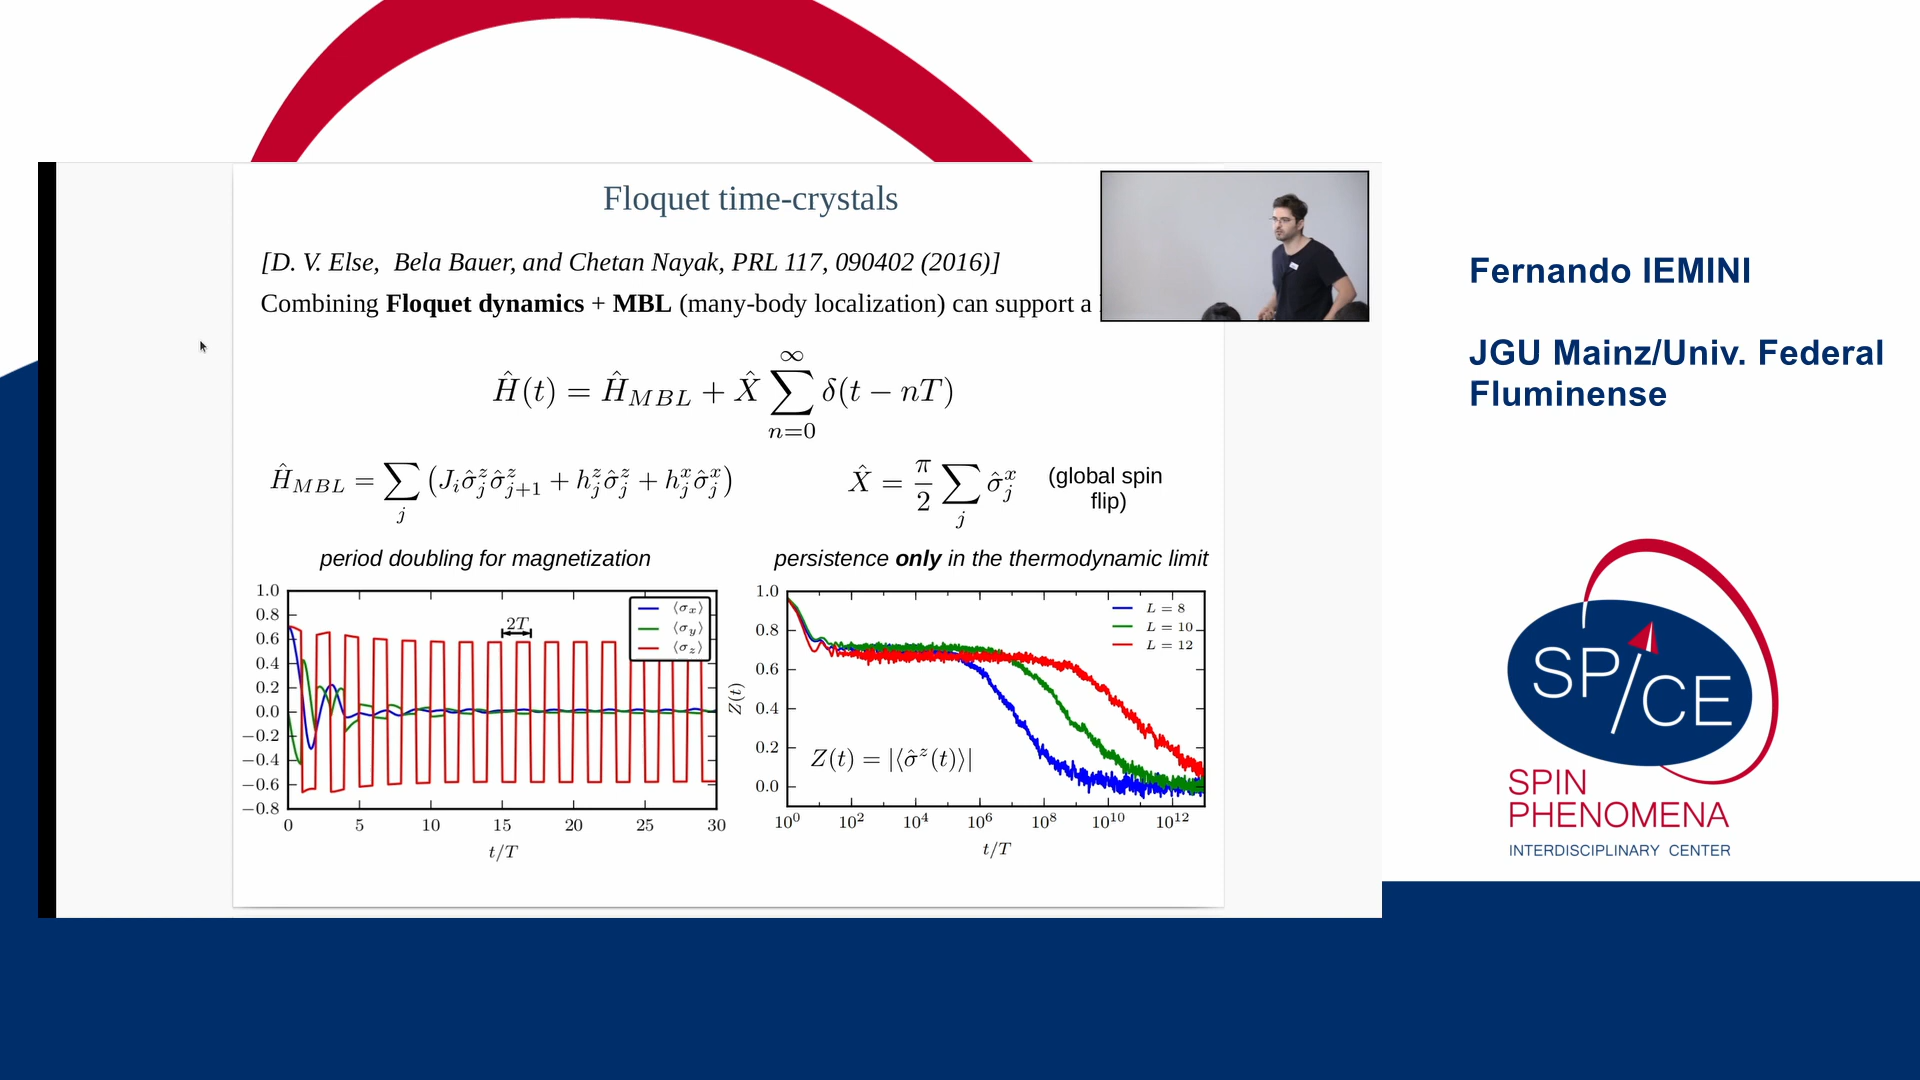 Floquet time-crystals
[D. V. Else, Bela Bauer, and Chetan Nayak, PRL 117, 090402 (2016)]
Combining Floquet dynamics + MBL (many-body localization) can support a
Ĥ(t) = Ĥ_{MBL} + X̂ ∑_{n=0}^{∞} δ(t − nT)
Ĥ_{MBL} = ∑_j (J_i σ̂_j^z σ̂_{j+1}^z + h_j^z σ̂_j^z + h_j^x σ̂_j^x)
X̂ = π/2 ∑_j σ̂_j^x
(global spin
flip)
period doubling for magnetization
1.0
0.8
0.6
0.4
0.2
0.0
−0.2
−0.4
−0.6
−0.8
2T
⟨σ_x⟩
⟨σ_y⟩
⟨σ_z⟩
0 5 10 15 20 25 30
t/T
persistence only in the thermodynamic limit
1.0
0.8
0.6
0.4
0.2
0.0
Z(t)
L = 8
L = 10
L = 12
Z(t) = |⟨σ̂^z(t)⟩|
10^0 10^2 10^4 10^6 10^8 10^10 10^12
t/T
Fernando IEMINI
JGU Mainz/Univ. Federal
Fluminense
SP/CE
SPIN
PHENOMENA
INTERDISCIPLINARY CENTER